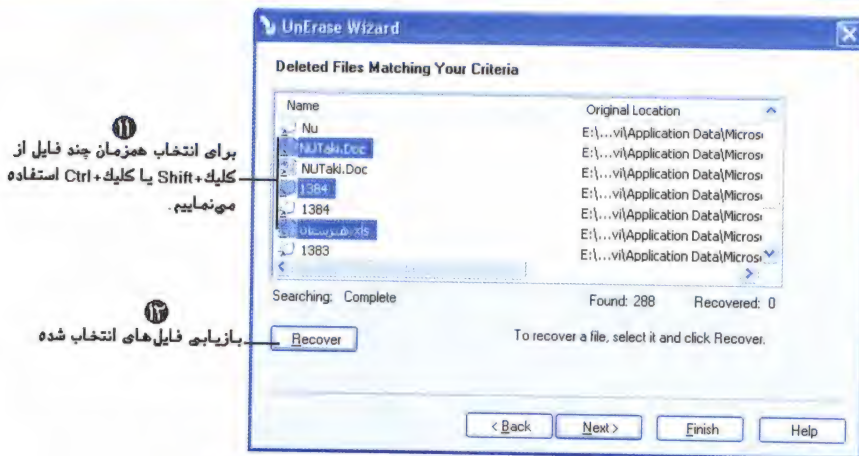 UnErase Wizard
Deleted Files Matching Your Criteria
Name
Original Location
Nu
E:\...vi\Application Data\Micros
NUTaki.Doc
E:\...vi\Application Data\Micros
NUTaki.Doc
E:\...vi\Application Data\Micros
1384
E:\...vi\Application Data\Micros
1384
E:\...vi\Application Data\Micros
هنرستان.xls
E:\...vi\Application Data\Micros
1383
E:\...vi\Application Data\Micros
Searching: Complete
Found: 288
Recovered: 0
Recover
To recover a file, select it and click Recover.
< Back
Next >
Finish
Help
۱۱
برای انتخاب همزمان چند فایل از
کلیک+Shift یا کلیک+Ctrl استفاده
می‌نماییم.
۱۲
بازیابی فایل‌های انتخاب شده